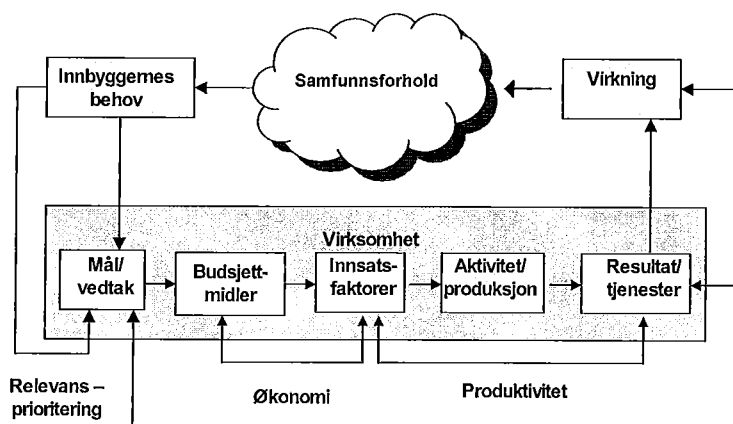 Innbyggernes
behov
Samfunnsforhold
Virkning
Virksomhet
Mål/
vedtak
Budsjett-
midler
Innsats-
faktorer
Aktivitet/
produksjon
Resultat/
tjenester
Relevans –
prioritering
Økonomi
Produktivitet